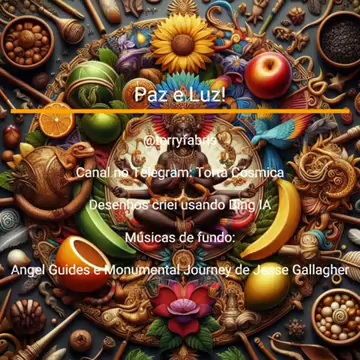 Paz e Luz!
@torryfabris
Canal no Telegram: Torta Cósmica
Desenhos criei usando Bing IA
Músicas de fundo:
Angel Guides e Monumental Journey de Jesse Gallagher